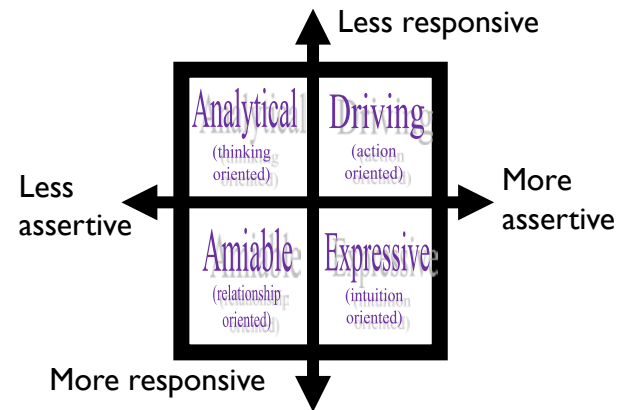 Less responsive
Analytical
(thinking
oriented)
Driving
(action
oriented)
Less
assertive
More
assertive
Amiable
(relationship
oriented)
Expressive
(intuition
oriented)
More responsive